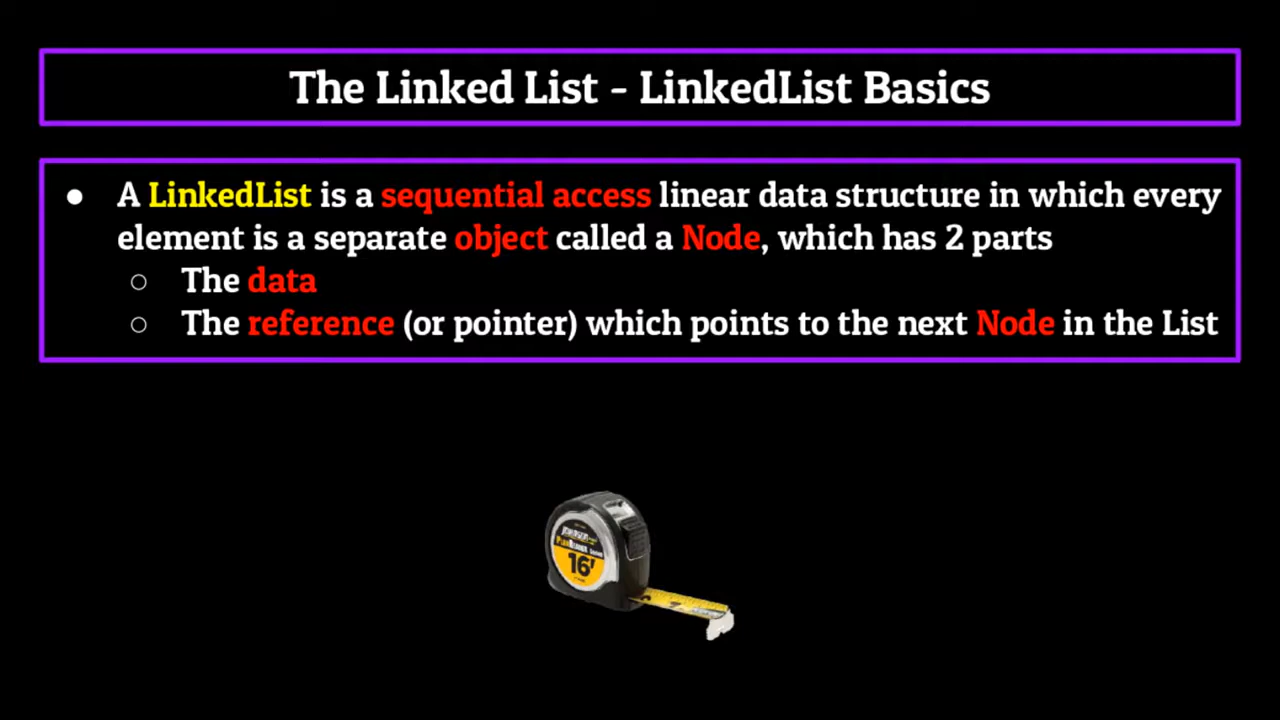 The Linked List - LinkedList Basics
● A LinkedList is a sequential access linear data structure in which every
element is a separate object called a Node, which has 2 parts
○ The data
○ The reference (or pointer) which points to the next Node in the List
JOHNSON
16'